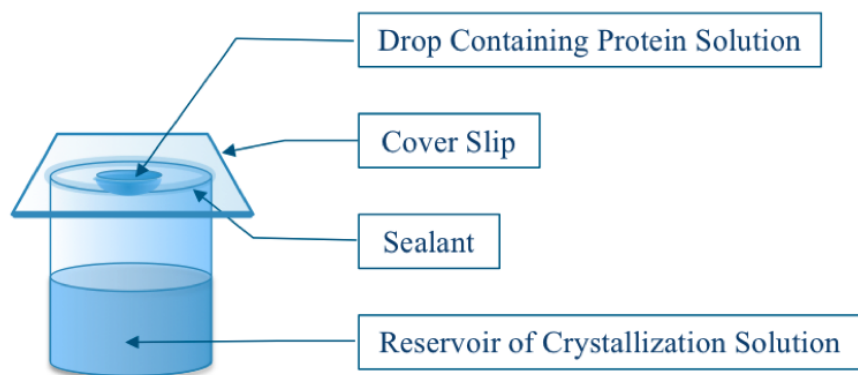 Drop Containing Protein Solution
Cover Slip
Sealant
Reservoir of Crystallization Solution